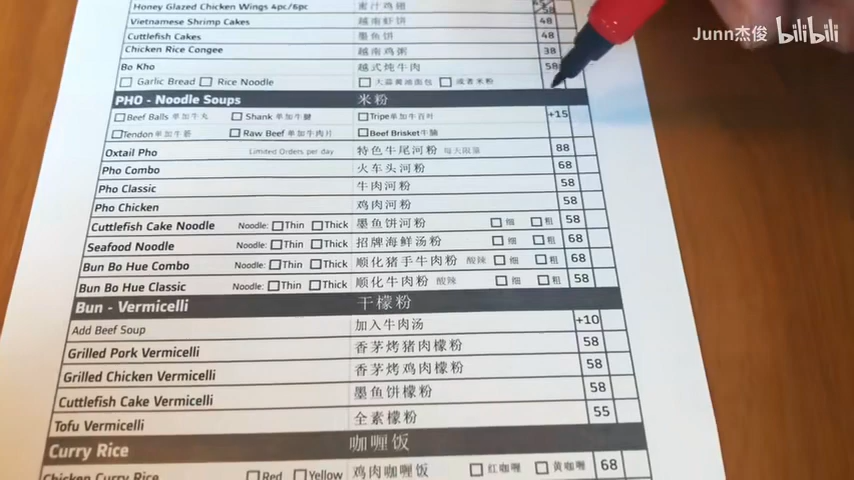 Junn杰俊 bilibili
Honey Glazed Chicken Wings 4pc/6pc 蜜汁鸡翅
Vietnamese Shrimp Cakes 越南虾饼 48
Cuttlefish Cakes 墨鱼饼 48
Chicken Rice Congee 越南鸡粥 38
Bo Kho 越式炖牛肉 58
Garlic Bread Rice Noodle 大蒜黄油面包 或者米粉
PHO - Noodle Soups 米粉
Beef Balls 单加牛丸 Shank 单加牛腱 Tripe 单加牛百叶 +15
Tendon 单加牛筋 Raw Beef 单加牛肉片 Beef Brisket 牛腩
Oxtail Pho Limited Orders per day 特色牛尾河粉 每天限量 88
Pho Combo 火车头河粉 68
Pho Classic 牛肉河粉 58
Pho Chicken 鸡肉河粉 58
Cuttlefish Cake Noodle Noodle: Thin Thick 墨鱼饼河粉 细 粗 58
Seafood Noodle Noodle: Thin Thick 招牌海鲜汤粉 细 粗 68
Bun Bo Hue Combo Noodle: Thin Thick 顺化猪手牛肉粉 酸辣 细 粗 68
Bun Bo Hue Classic Noodle: Thin Thick 顺化牛肉粉 酸辣 细 粗 58
Bun - Vermicelli 干檬粉
Add Beef Soup 加入牛肉汤 +10
Grilled Pork Vermicelli 香茅烤猪肉檬粉 58
Grilled Chicken Vermicelli 香茅烤鸡肉檬粉 58
Cuttlefish Cake Vermicelli 墨鱼饼檬粉 58
Tofu Vermicelli 全素檬粉 55
Curry Rice 咖喱饭
Chicken Curry Rice Red Yellow 鸡肉咖喱饭 红咖喱 黄咖喱 68